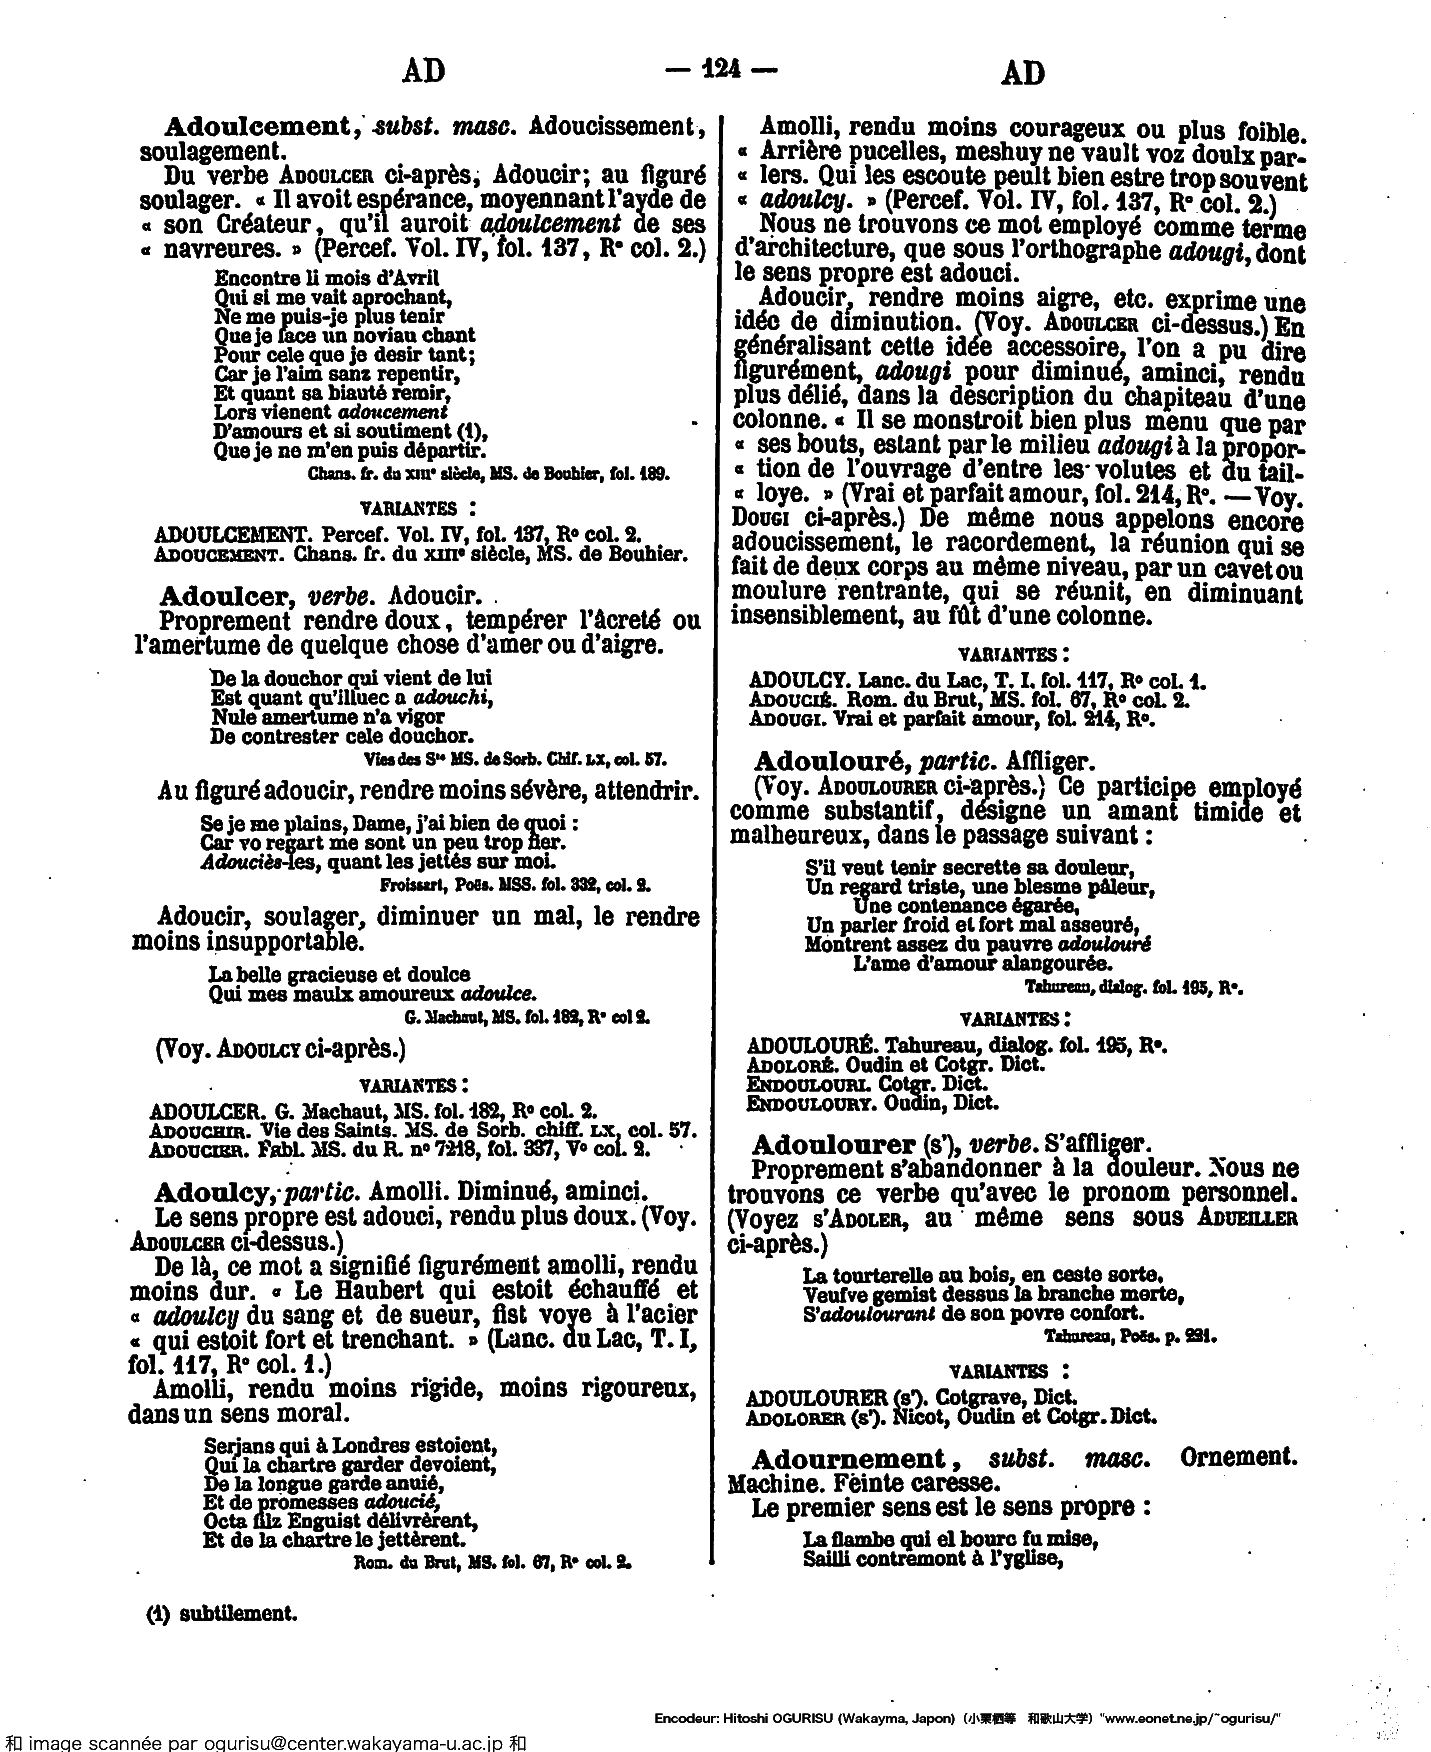 AD — 124 — AD
Adoulcement, subst. masc. Adoucissement,
soulagement.
Du verbe ADOULCER ci-après, Adoucir; au figuré
soulager. « Il avoit espérance, moyennant l'ayde de
« son Créateur, qu'il auroit adoulcement de ses
« navreures. » (Percef. Vol. IV, fol. 137, R° col. 2.)
Encontre li mois d'Avril
Qui si me vait aprochant,
Ne me puis-je plus tenir
Que je face un noviau chant
Pour cele que je desir tant;
Car je l'aim sanz repentir,
Et quant sa biauté remir,
Lors vienent adoucement
D'amours et si soutiment (1),
Que je ne m'en puis départir.
Chans. fr. du XIIIe siècle, MS. de Bouhier, fol. 189.
VARIANTES :
ADOULCEMENT. Percef. Vol. IV, fol. 137, R° col. 2.
ADOUCEMENT. Chans. fr. du XIIIe siècle, MS. de Bouhier.
Adoulcer, verbe. Adoucir.
Proprement rendre doux, tempérer l'âcreté ou
l'amertume de quelque chose d'amer ou d'aigre.
De la douchor qui vient de lui
Est quant qu'illuec a adouchi,
Nule amertume n'a vigor
De contrester cele douchor.
Vies des Sts MS. de Sorb. Chif. LX, col. 57.
Au figuré adoucir, rendre moins sévère, attendrir.
Se je me plains, Dame, j'ai bien de quoi :
Car vo regart me sont un peu trop fier.
Adouciès-les, quant les jettés sur moi.
Froissart, Poës. MSS. fol. 332, col. 2.
Adoucir, soulager, diminuer un mal, le rendre
moins insupportable.
La belle gracieuse et doulce
Qui mes maulx amoureux adoulce.
G. Machaut, MS. fol. 182, R° col 2.
(Voy. ADOULCY ci-après.)
VARIANTES :
ADOULCER. G. Machaut, MS. fol. 182, R° col. 2.
ADOUCHIR. Vie des Saints. MS. de Sorb. chiff. LX, col. 57.
ADOUCIER. Fabl. MS. du R. n° 7218, fol. 337, V° col. 2.
Adoulcy, partic. Amolli. Diminué, aminci.
Le sens propre est adouci, rendu plus doux. (Voy.
ADOULCER ci-dessus.)
De là, ce mot a signifié figurément amolli, rendu
moins dur. « Le Haubert qui estoit échauffé et
« adoulcy du sang et de sueur, fist voye à l'acier
« qui estoit fort et trenchant. » (Lanc. du Lac, T. I,
fol. 117, R° col. 1.)
Amolli, rendu moins rigide, moins rigoureux,
dans un sens moral.
Serjans qui à Londres estoient,
Qui la chartre garder devoient,
De la longue garde anuié,
Et de promesses adoucié,
Octa filz Enguist délivrèrent,
Et de la chartre le jettèrent.
Rom. du Brut, MS. fol. 67, R° col. 2.
(1) subtilement.
Amolli, rendu moins courageux ou plus foible.
« Arrière pucelles, meshuy ne vault voz doulx par-
« lers. Qui les escoute peult bien estre trop souvent
« adoulcy. » (Percef. Vol. IV, fol. 137, R° col. 2.)
Nous ne trouvons ce mot employé comme terme
d'architecture, que sous l'orthographe adougi, dont
le sens propre est adouci.
Adoucir, rendre moins aigre, etc. exprime une
idée de diminution. (Voy. ADOULCER ci-dessus.) En
généralisant cette idée accessoire, l'on a pu dire
figurément, adougi pour diminué, aminci, rendu
plus délié, dans la description du chapiteau d'une
colonne. « Il se monstroit bien plus menu que par
« ses bouts, estant par le milieu adougi à la propor-
« tion de l'ouvrage d'entre les volutes et du tail-
« loye. » (Vrai et parfait amour, fol. 214, R°. — Voy.
DOUGI ci-après.) De même nous appelons encore
adoucissement, le racordement, la réunion qui se
fait de deux corps au même niveau, par un cavet ou
moulure rentrante, qui se réunit, en diminuant
insensiblement, au fût d'une colonne.
VARIANTES :
ADOULCY. Lanc. du Lac, T. I, fol. 117, R° col. 1.
ADOUCIÉ. Rom. du Brut, MS. fol. 67, R° col. 2.
ADOUGI. Vrai et parfait amour, fol. 214, R°.
Adoulouré, partic. Affliger.
(Voy. ADOULOURER ci-après.) Ce participe employé
comme substantif, désigne un amant timide et
malheureux, dans le passage suivant :
S'il veut tenir secrette sa douleur,
Un regard triste, une blesme pâleur,
Une contenance égarée,
Un parler froid et fort mal asseuré,
Montrent assez du pauvre adoulouré
L'ame d'amour alangourée.
Tahureau, dialog. fol. 195, R°.
VARIANTES :
ADOULOURÉ. Tahureau, dialog. fol. 195, R°.
ADOLORÉ. Oudin et Cotgr. Dict.
ENDOULOURI. Cotgr. Dict.
ENDOULOURY. Oudin, Dict.
Adoulourer (s'), verbe. S'affliger.
Proprement s'abandonner à la douleur. Nous ne
trouvons ce verbe qu'avec le pronom personnel.
(Voyez S'ADOLER, au même sens sous ADUEILLER
ci-après.)
La tourterelle au bois, en ceste sorte,
Veufve gemist dessus la branche morte,
S'adoulourant de son povre confort.
Tahureau, Poës. p. 221.
VARIANTES :
ADOULOURER (s'). Cotgrave, Dict.
ADOLORER (s'). Nicot, Oudin et Cotgr. Dict.
Adournement, subst. masc. Ornement.
Machine. Feinte caresse.
Le premier sens est le sens propre :
La flambe qui el bourc fu mise,
Sailli contremont à l'yglise,
Encodeur: Hitoshi OGURISU (Wakayma, Japon) (小栗栖等 和歌山大学) "www.eonet.ne.jp/~ogurisu/"
和 image scannée par ogurisu@center.wakayama-u.ac.jp 和